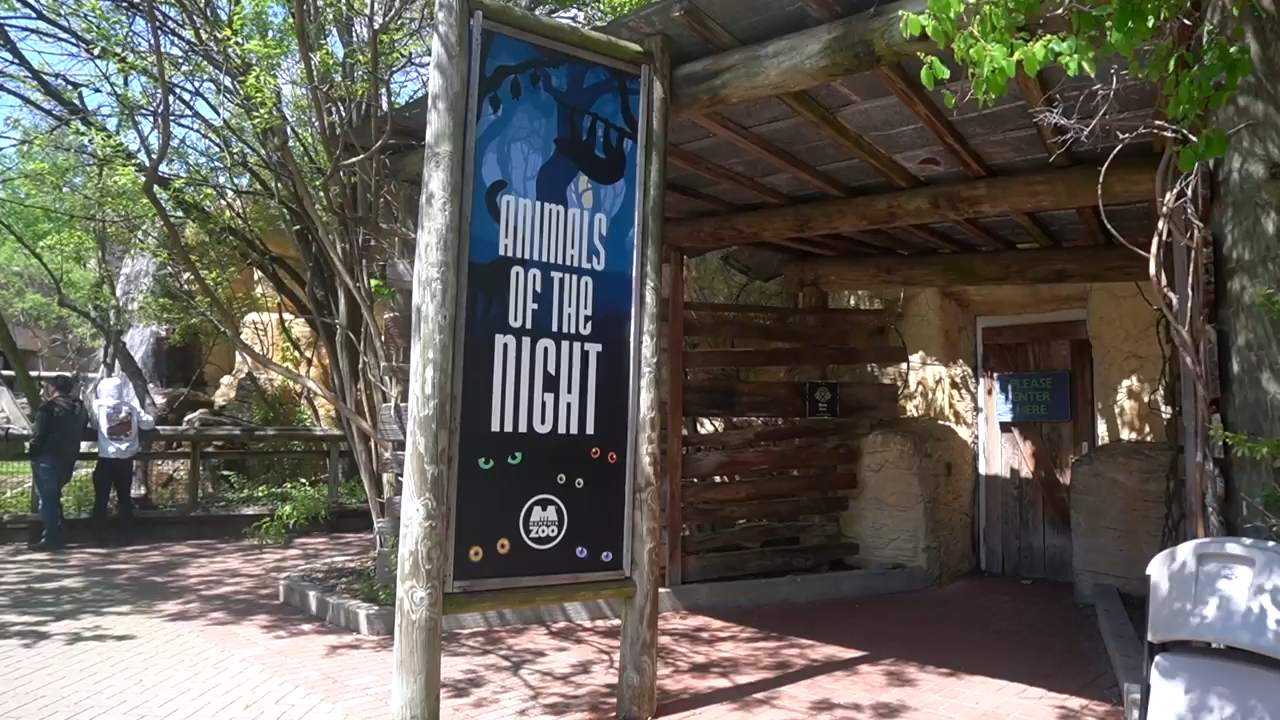 ANIMALS
OF THE
NIGHT
MEMPHIS
ZOO
PLEASE
ENTER
HERE